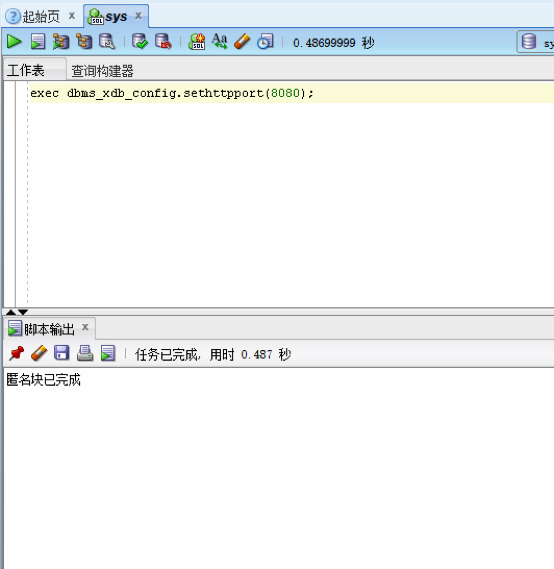 起始页
sys
0.48699999 秒
sy
工作表
查询构建器
exec dbms_xdb_config.sethttpport(8080);
脚本输出
任务已完成, 用时 0.487 秒
匿名块已完成